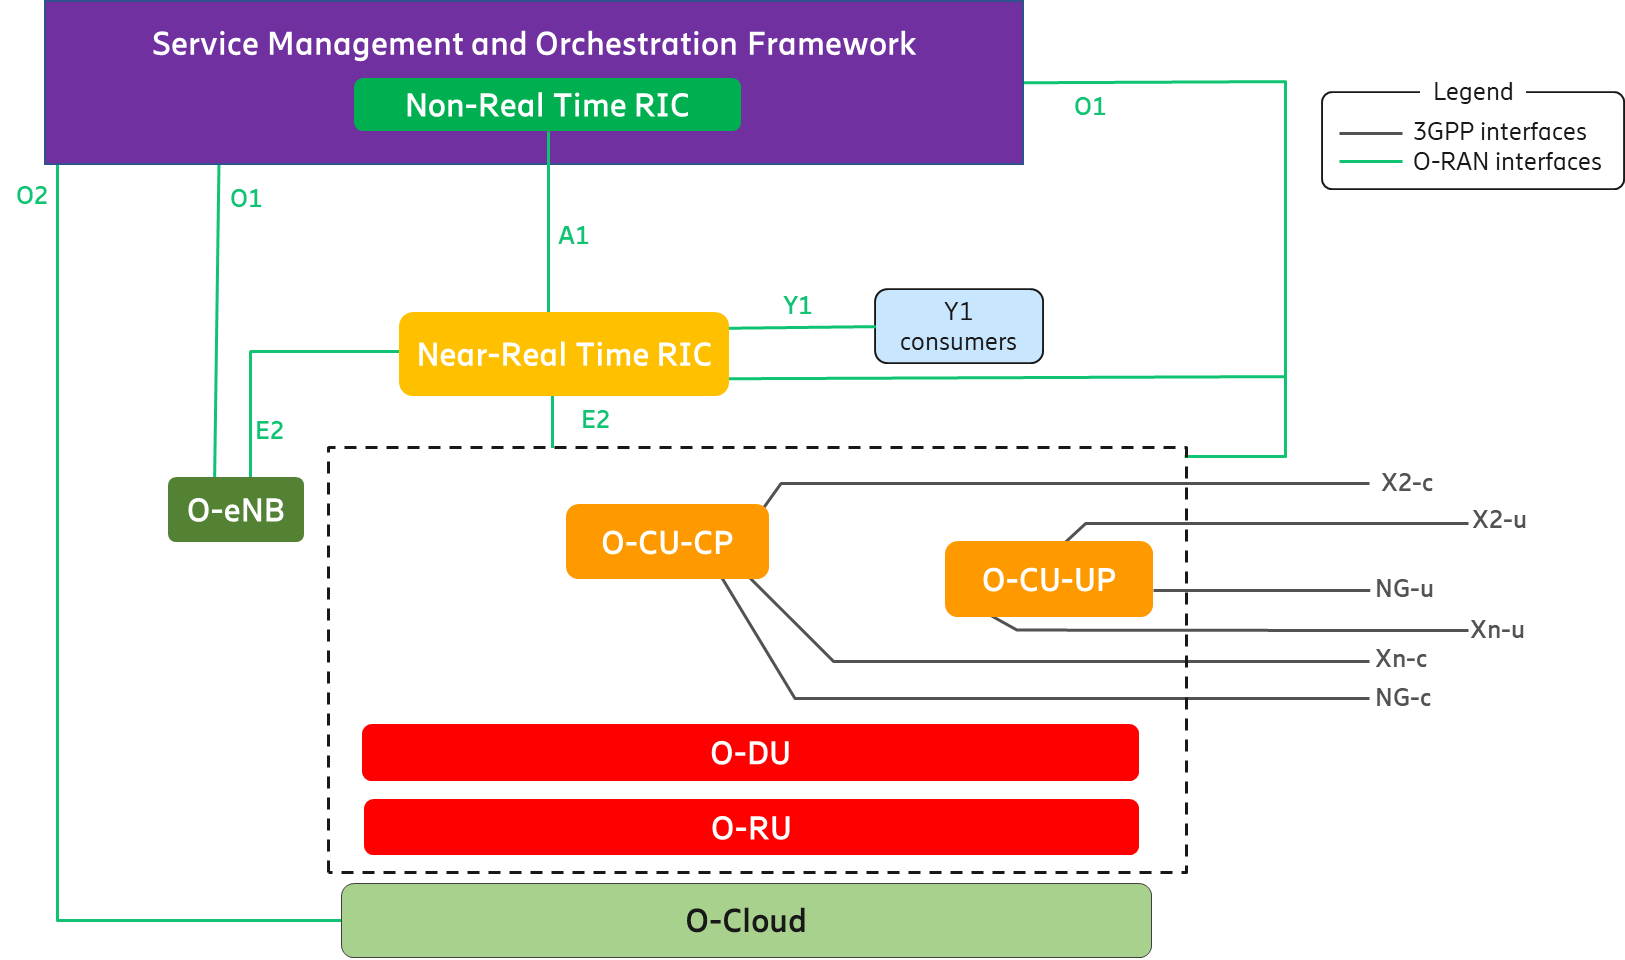 Service Management and Orchestration Framework
Non-Real Time RIC
O1
Legend
3GPP interfaces
O-RAN interfaces
O2
O1
A1
Y1
Y1
consumers
Near-Real Time RIC
E2
E2
O-eNB
O-CU-CP
O-CU-UP
X2-c
X2-u
NG-u
Xn-u
Xn-c
NG-c
O-DU
O-RU
O-Cloud